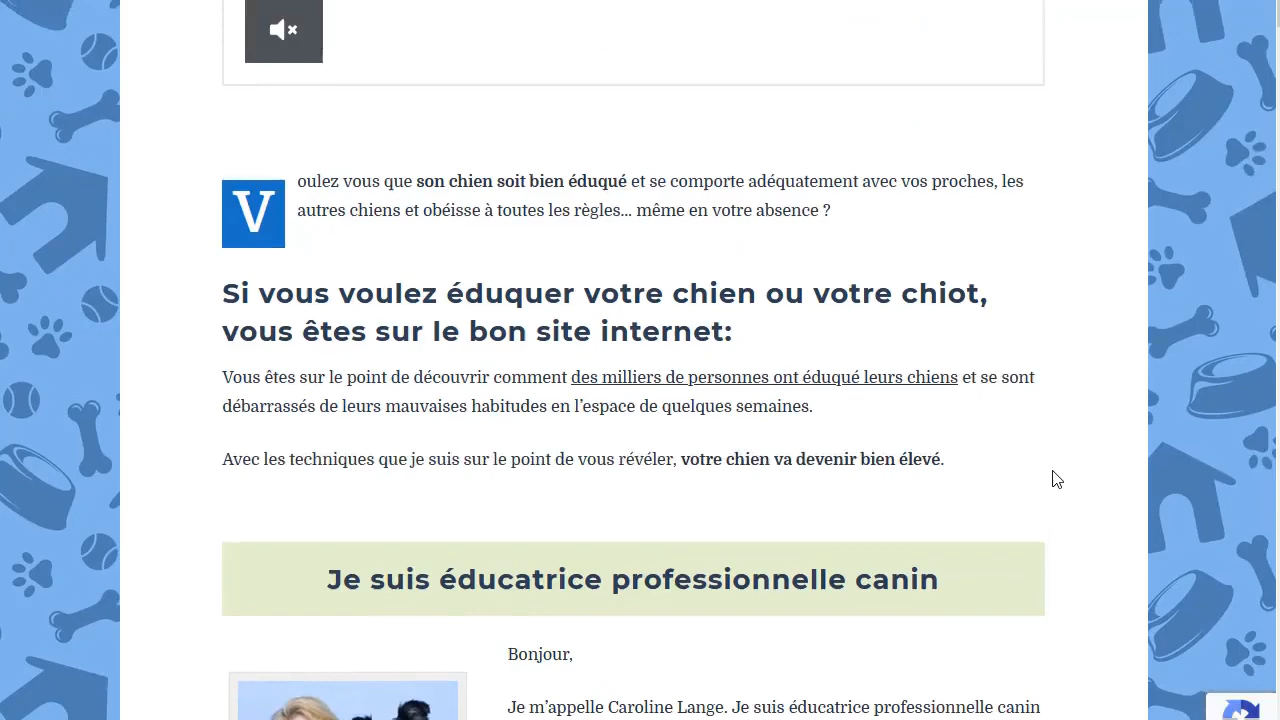 Voulez vous que son chien soit bien éduqué et se comporte adéquatement avec vos proches, les
autres chiens et obéisse à toutes les règles... même en votre absence ?
Si vous voulez éduquer votre chien ou votre chiot,
vous êtes sur le bon site internet:
Vous êtes sur le point de découvrir comment des milliers de personnes ont éduqué leurs chiens et se sont
débarrassés de leurs mauvaises habitudes en l’espace de quelques semaines.
Avec les techniques que je suis sur le point de vous révéler, votre chien va devenir bien élevé.
Je suis éducatrice professionnelle canin
Bonjour,
Je m’appelle Caroline Lange. Je suis éducatrice professionnelle canin